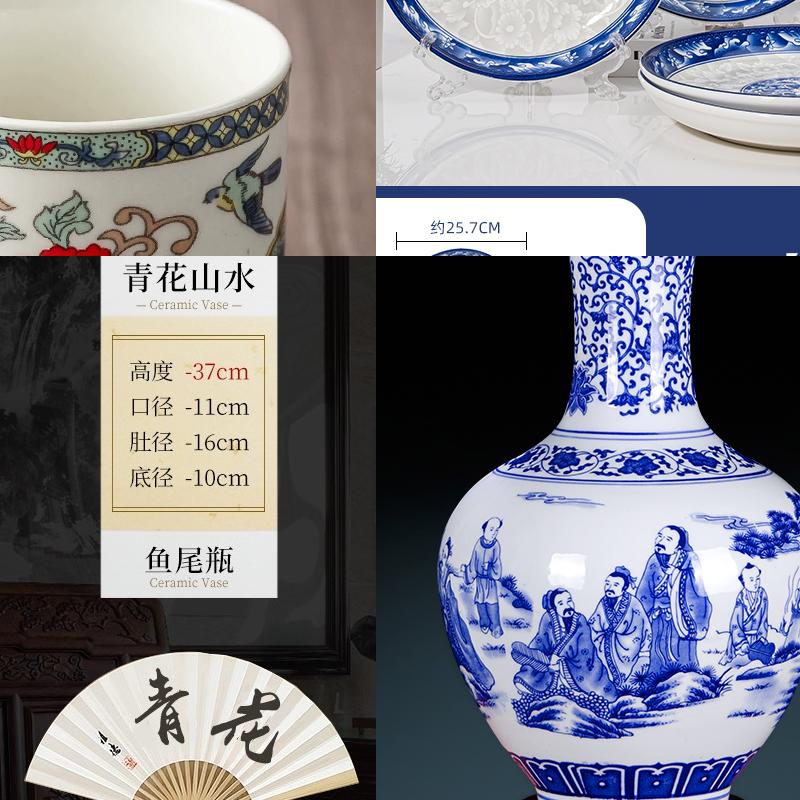 约25.7CM
青花山水
Ceramic Vase
高度 -37cm
口径 -11cm
肚径 -16cm
底径 -10cm
鱼尾瓶
Ceramic Vase
青花